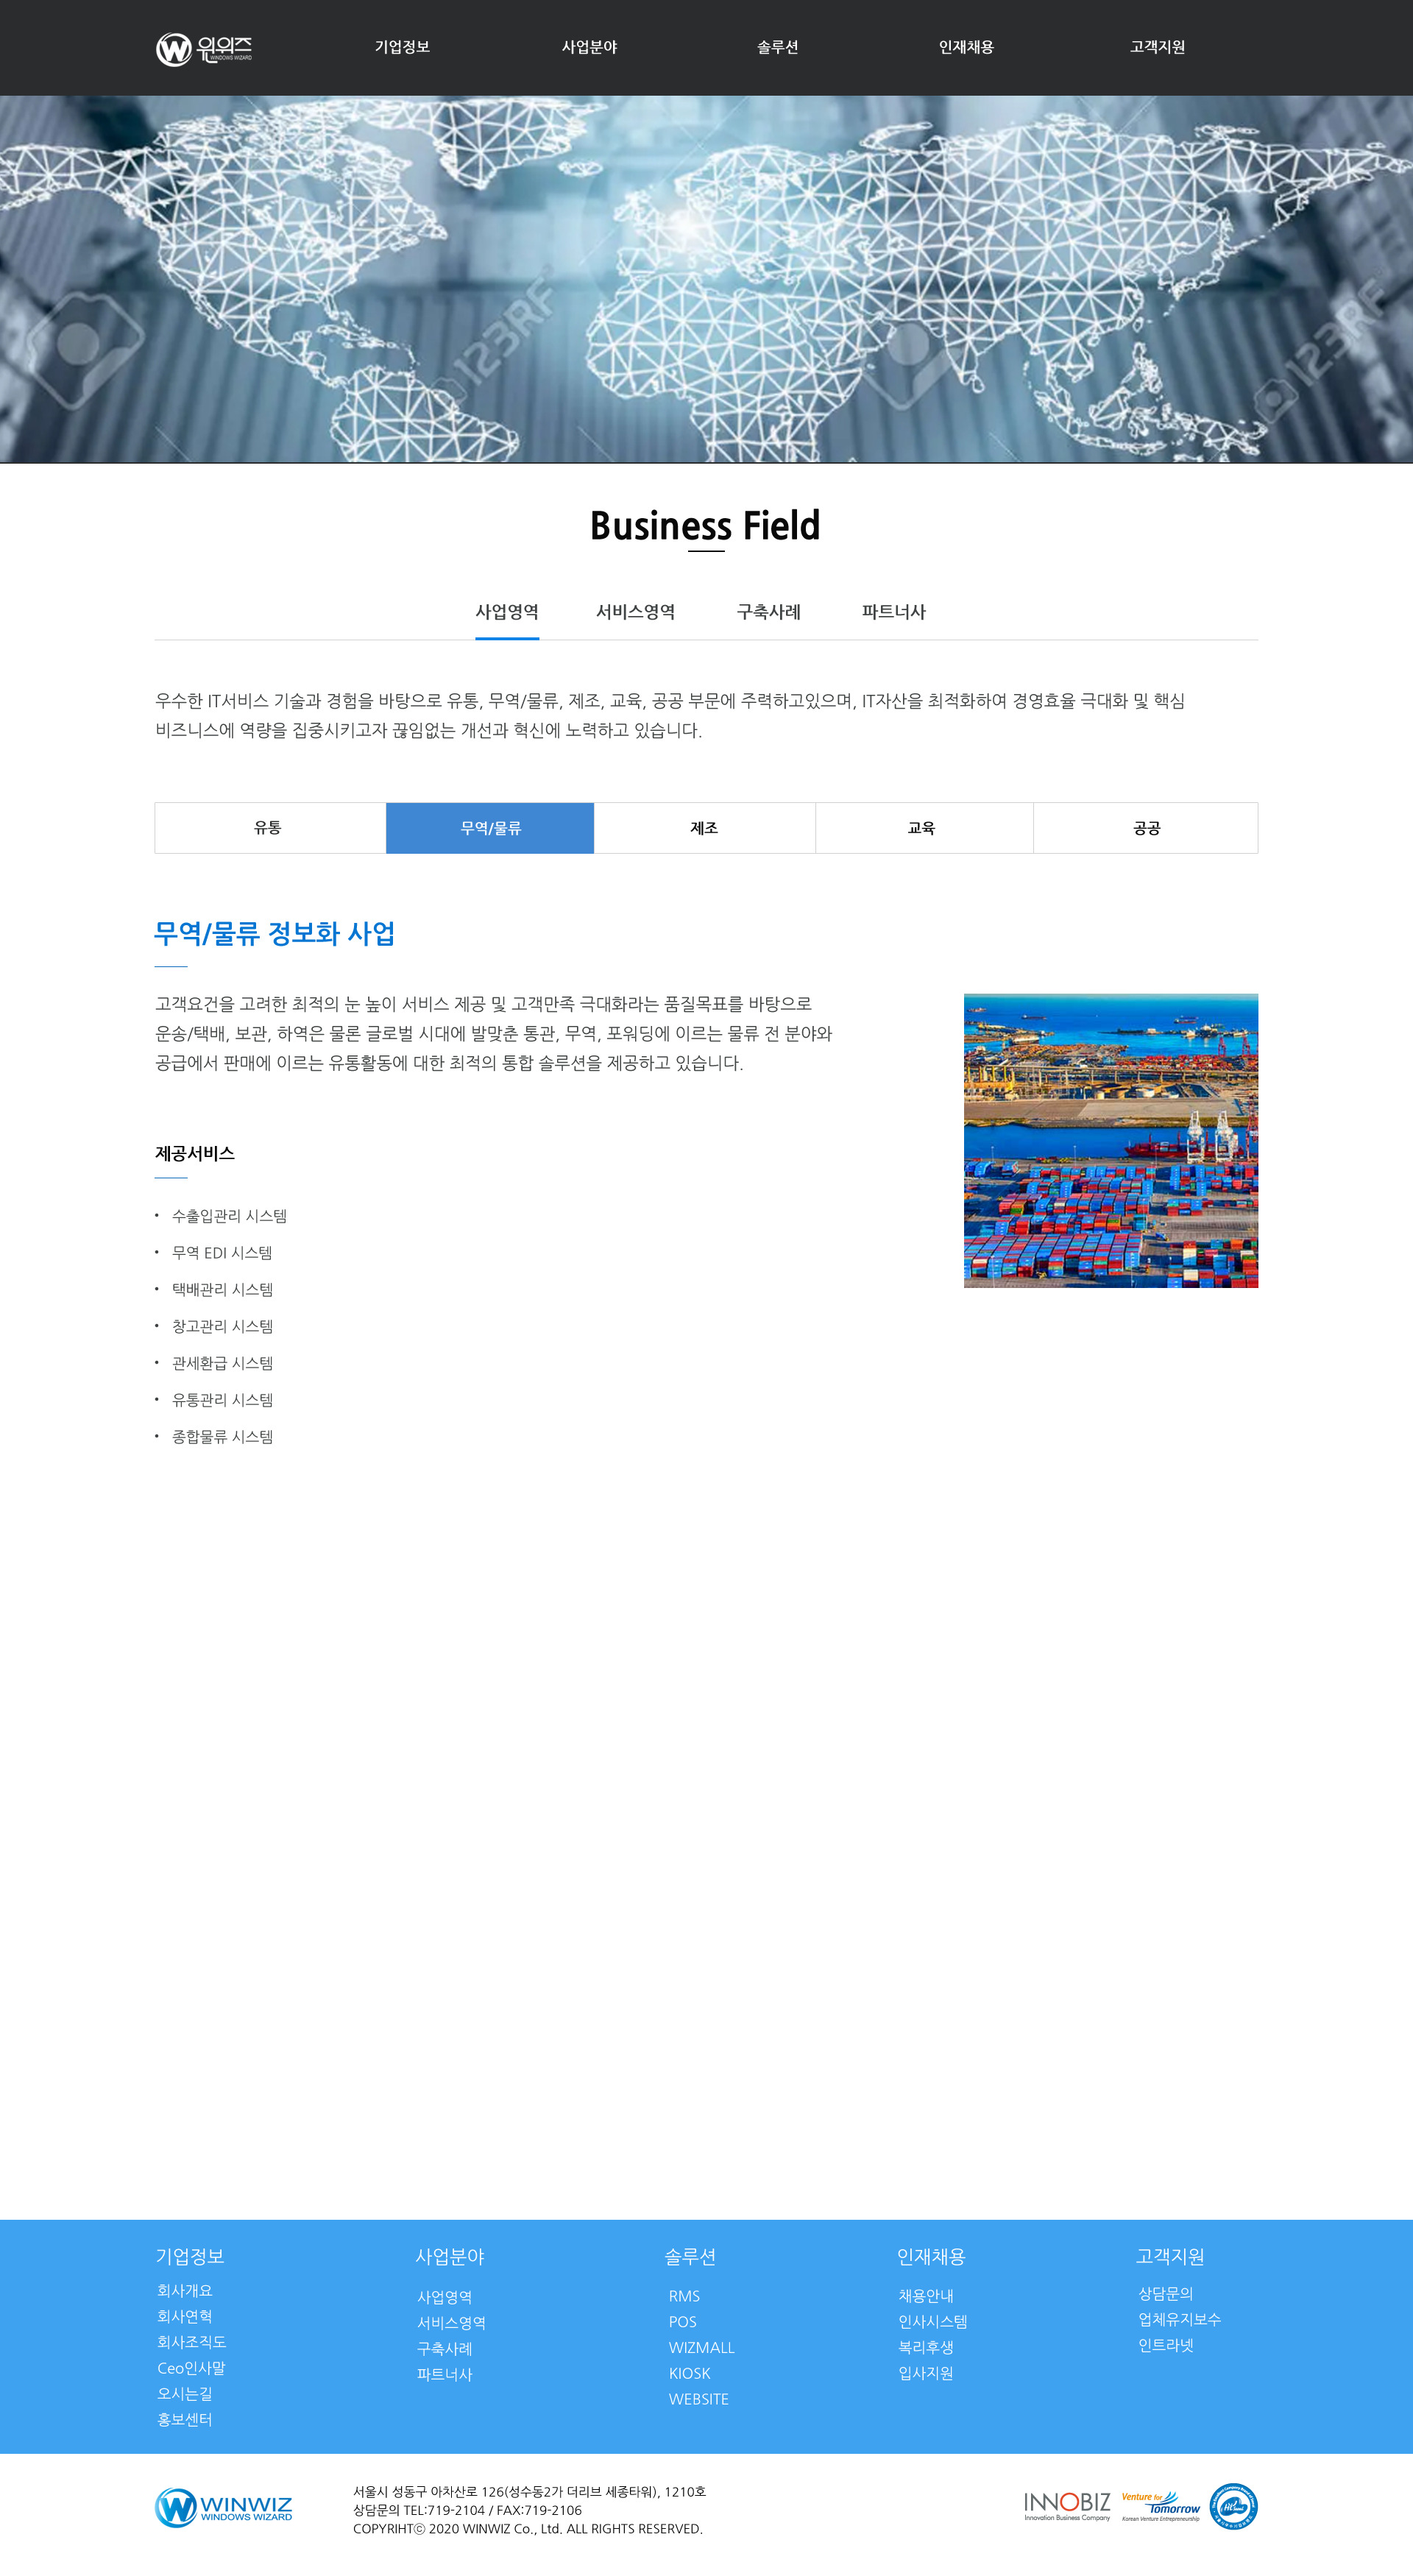 윈위즈
WINDOWS WIZARD
기업정보
사업분야
솔루션
인재채용
고객지원
123RF
123RF
Business Field
사업영역
서비스영역
구축사례
파트너사
우수한 IT서비스 기술과 경험을 바탕으로 유통, 무역/물류, 제조, 교육, 공공 부문에 주력하고있으며, IT자산을 최적화하여 경영효율 극대화 및 핵심
비즈니스에 역량을 집중시키고자 끊임없는 개선과 혁신에 노력하고 있습니다.
유통
무역/물류
제조
교육
공공
무역/물류 정보화 사업
고객요건을 고려한 최적의 눈 높이 서비스 제공 및 고객만족 극대화라는 품질목표를 바탕으로
운송/택배, 보관, 하역은 물론 글로벌 시대에 발맞춘 통관, 무역, 포워딩에 이르는 물류 전 분야와
공급에서 판매에 이르는 유통활동에 대한 최적의 통합 솔루션을 제공하고 있습니다.
제공서비스
• 수출입관리 시스템
• 무역 EDI 시스템
• 택배관리 시스템
• 창고관리 시스템
• 관세환급 시스템
• 유통관리 시스템
• 종합물류 시스템
기업정보
회사개요
회사연혁
회사조직도
Ceo인사말
오시는길
홍보센터
사업분야
사업영역
서비스영역
구축사례
파트너사
솔루션
RMS
POS
WIZMALL
KIOSK
WEBSITE
인재채용
채용안내
인사시스템
복리후생
입사지원
고객지원
상담문의
업체유지보수
인트라넷
WINWIZ
WINDOWS WIZARD
서울시 성동구 아차산로 126(성수동2가 더리브 세종타워), 1210호
상담문의 TEL:719-2104 / FAX:719-2106
COPYRIHTⓒ 2020 WINWIZ Co., Ltd. ALL RIGHTS RESERVED.
INNOBIZ
Innovation Business Company
Venture for
Tomorrow
Korean Venture Entrepreneurship